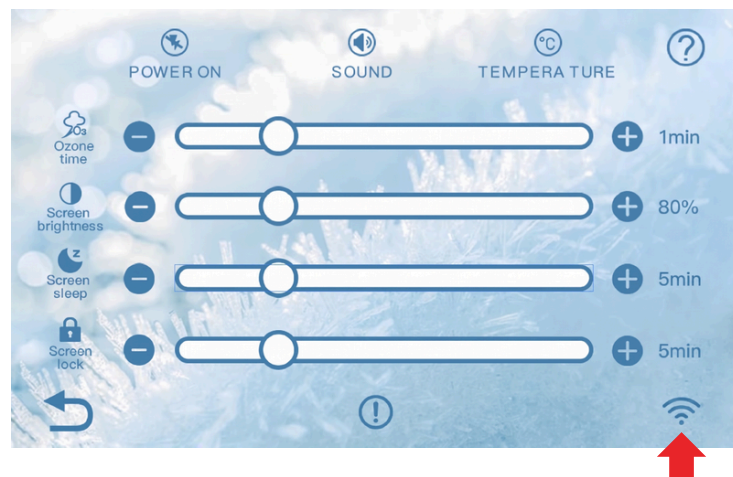 POWER ON
SOUND
TEMPERA TURE
°C
?
O3
Ozone
time
1min
Screen
brightness
80%
z
Screen
sleep
5min
Screen
lock
5min
!